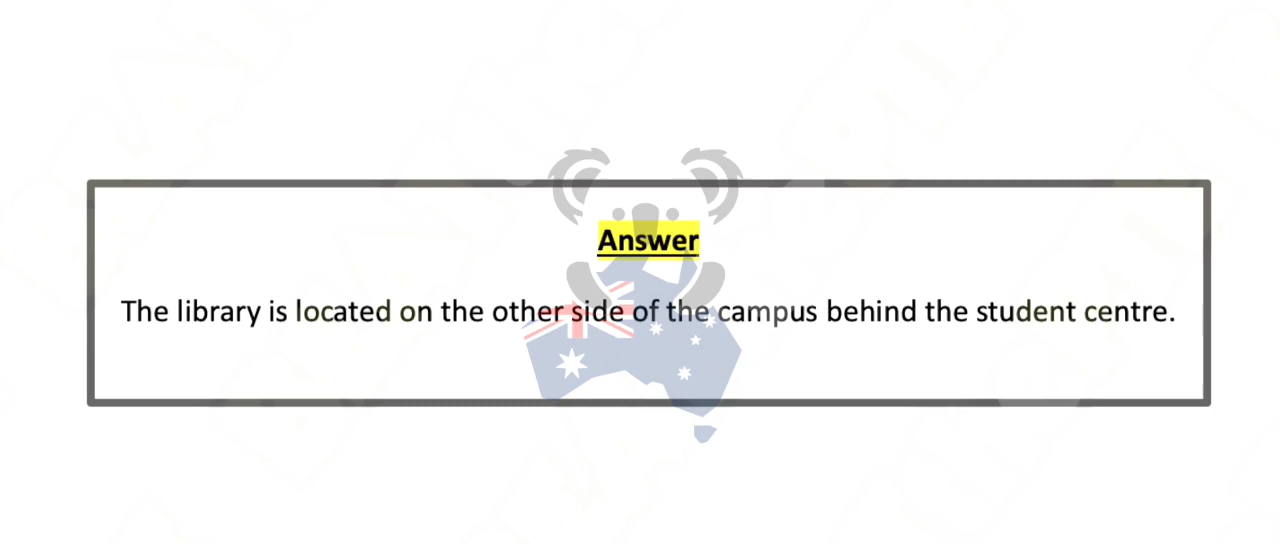 Answer
The library is located on the other side of the campus behind the student centre.